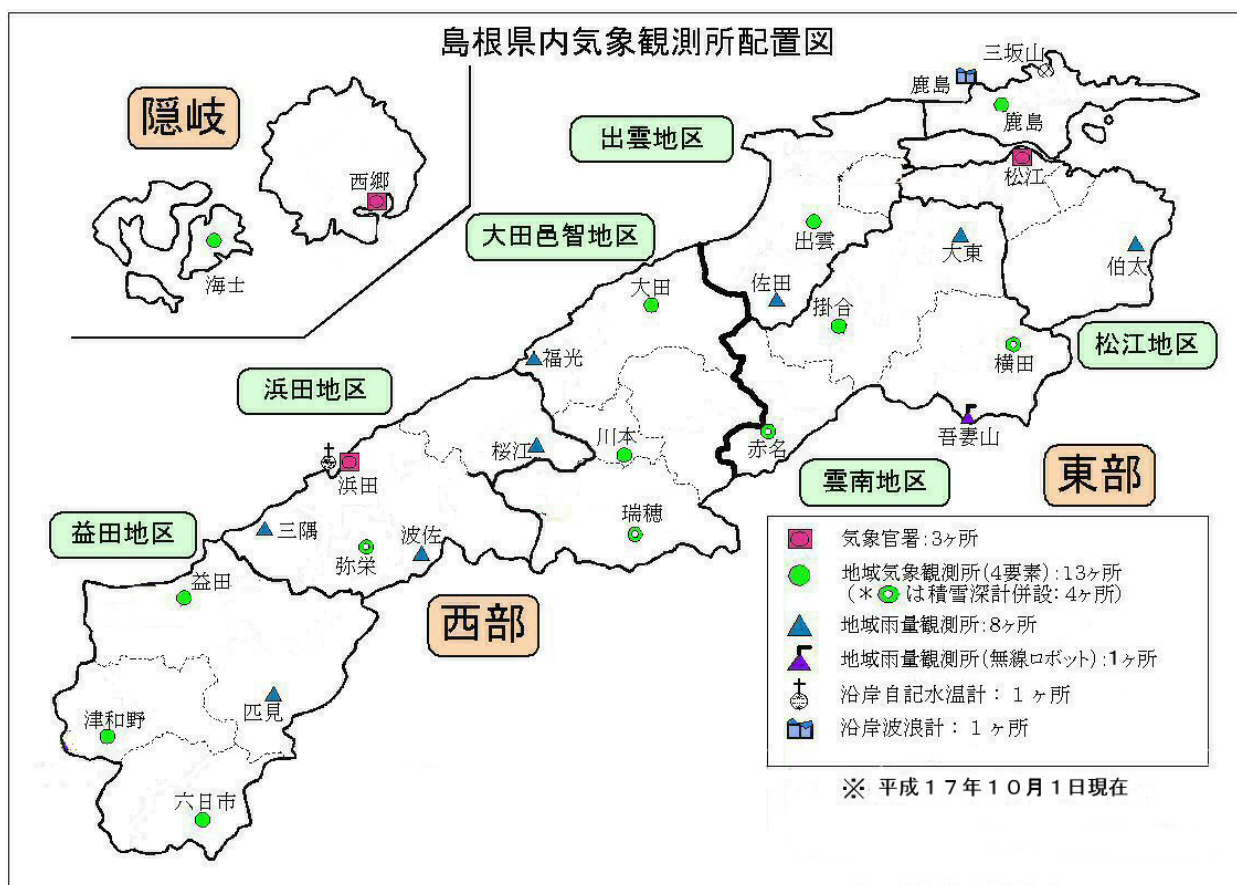 島根県内気象観測所配置図
三坂山
鹿島
鹿島
隠岐
出雲地区
松江
西郷
大田邑智地区
出雲
大東
伯太
海士
大田
佐田
掛合
松江地区
福光
横田
浜田地区
桜江
川本
赤名
吾妻山
浜田
雲南地区
東部
益田地区
三隅
波佐
瑞穂
弥栄
益田
西部
匹見
津和野
六日市
気象官署:3ヶ所
地域気象観測所(4要素):13ヶ所
(*は積雪深計併設:4ヶ所)
地域雨量観測所:8ヶ所
地域雨量観測所(無線ロボット):1ヶ所
沿岸自記水温計:1ヶ所
沿岸波浪計:1ヶ所
※ 平成17年10月1日現在